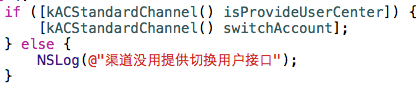 if ([kACStandardChannel() isProvideUserCenter]) {
[kACStandardChannel() switchAccount];
} else {
NSLog(@"渠道没用提供切换用户接口");
}